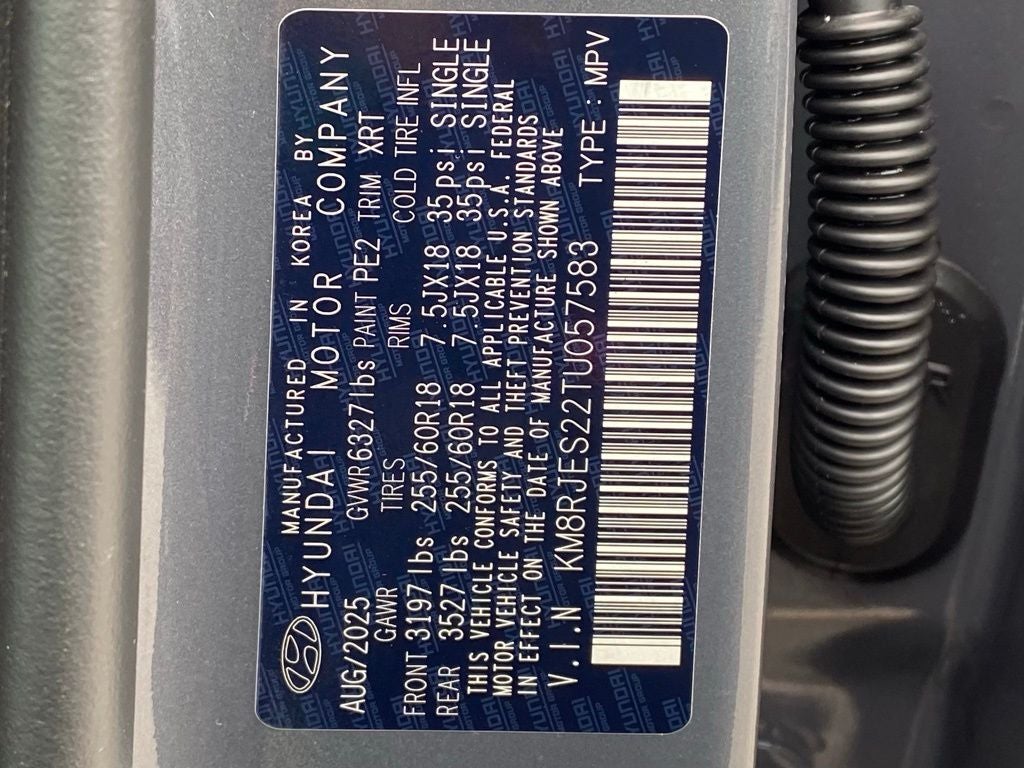 MANUFACTURED IN KOREA BY
HYUNDAI MOTOR COMPANY
AUG/2025 GVWR6327lbs PAINT PE2 TRIM XRT
GAWR TIRES RIMS COLD TIRE INFL
FRONT 3197lbs 255/60R18 7.5JX18 35psi SINGLE
REAR 3527lbs 255/60R18 7.5JX18 35psi SINGLE
THIS VEHICLE CONFORMS TO ALL APPLICABLE U.S.A. FEDERAL
MOTOR VEHICLE SAFETY AND THEFT PREVENTION STANDARDS
IN EFFECT ON THE DATE OF MANUFACTURE SHOWN ABOVE
V.I.N KM8RJES22TU057583 TYPE: MPV